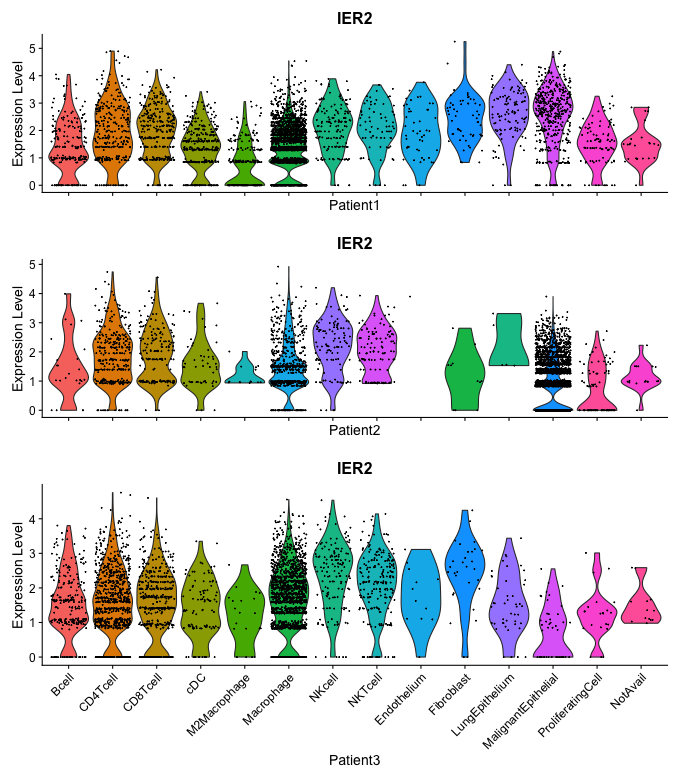 IER2
Expression Level
5
4
3
2
1
0
Patient1
IER2
Expression Level
5
4
3
2
1
0
Patient2
IER2
Expression Level
4
3
2
1
0
Bcell
CD4Tcell
CD8Tcell
cDC
M2Macrophage
Macrophage
NKcell
NKTcell
Endothelium
Fibroblast
LungEpithelium
MalignantEpithelial
ProliferatingCell
NotAvail
Patient3